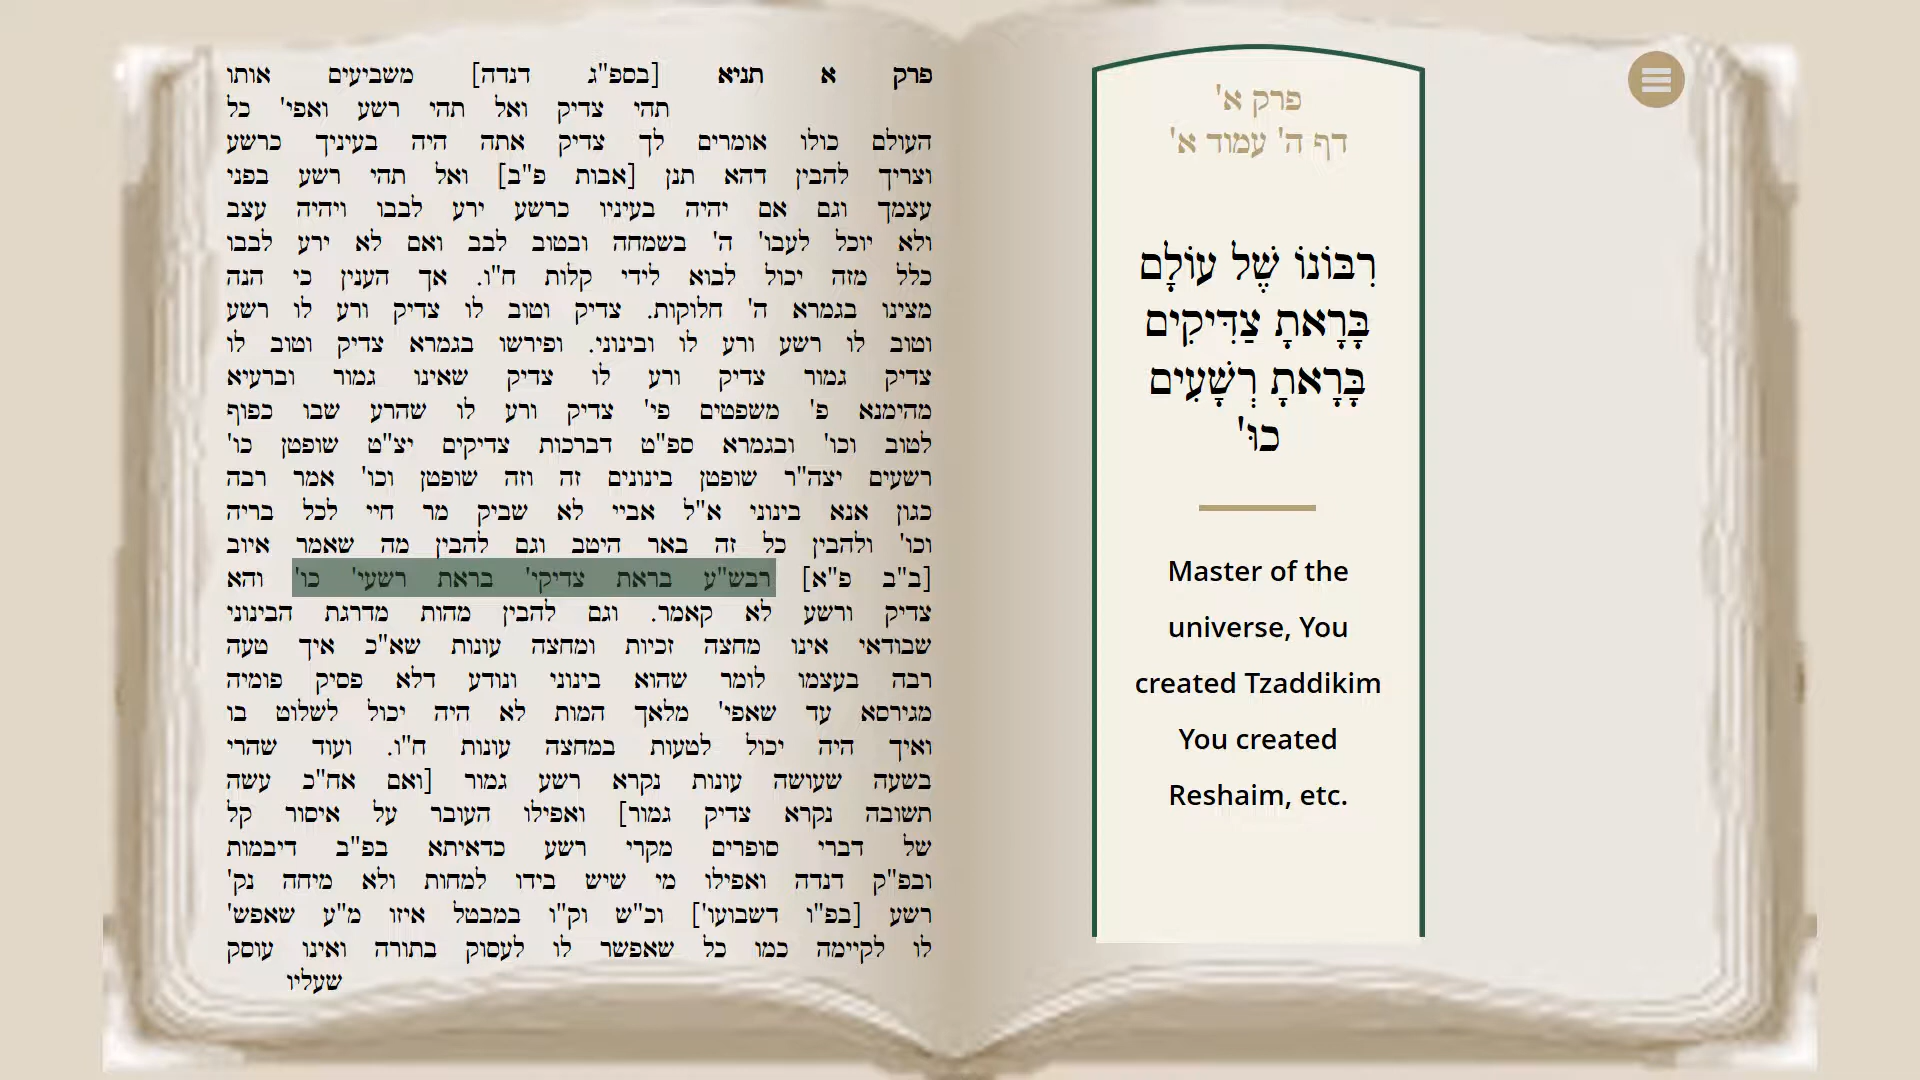 פרק א תניא [בספ"ג דנדה] משביעים אותו
תהי צדיק ואל תהי רשע ואפי' כל
העולם כולו אומרים לך צדיק אתה היה בעיניך כרשע
וצריך להבין דהא תנן [אבות פ"ב] ואל תהי רשע בפני
עצמך וגם אם יהיה בעיניו כרשע ירע לבבו ויהיה עצב
ולא יוכל לעבו' ה' בשמחה ובטוב לבב ואם לא ירע לבבו
כלל מזה יכול לבוא לידי קלות ח"ו. אך הענין כי הנה
מצינו בגמרא ה' חלוקות. צדיק וטוב לו צדיק ורע לו רשע
וטוב לו רשע ורע לו ובינוני. ופירשו בגמרא צדיק וטוב לו
צדיק גמור צדיק ורע לו צדיק שאינו גמור וברעיא
מהימנא פ' משפטים פי' צדיק ורע לו שהרע שבו כפוף
לטוב וכו' ובגמרא ספ"ט דברכות צדיקים יצ"ט שופטן כו'
רשעים יצה"ר שופטן בינונים זה וזה שופטן וכו' אמר רבה
כגון אנא בינוני א"ל אביי לא שביק מר חיי לכל בריה
וכו' ולהבין כל זה באר היטב וגם להבין מה שאמר איוב
[ב"ב פ"א] רבש"ע בראת צדיקי' בראת רשעי' כו' והא
צדיק ורשע לא קאמר. וגם להבין מהות מדרגת הבינוני
שבודאי אינו מחצה זכיות ומחצה עונות שא"כ איך טעה
רבה בעצמו לומר שהוא בינוני ונודע דלא פסיק פומיה
מגירסא עד שאפי' מלאך המות לא היה יכול לשלוט בו
ואיך היה יכול לטעות במחצה עונות ח"ו. ועוד שהרי
בשעה שעושה עונות נקרא רשע גמור [ואם אח"כ עשה
תשובה נקרא צדיק גמור] ואפילו העובר על איסור קל
של דברי סופרים מקרי רשע כדאיתא בפ"ב דיבמות
ובפ"ק דנדה ואפילו מי שיש בידו למחות ולא מיחה נק'
רשע [בפ"ו דשבועו'] וכ"ש וק"ו במבטל איזו מ"ע שאפש'
לו לקיימה כמו כל שאפשר לו לעסוק בתורה ואינו עוסק
שעליו
פרק א'
דף ה' עמוד א'
רִבּוֹנוֹ שֶׁל עוֹלָם
בָּרָאתָ צַדִּיקִים
בָּרָאתָ רְשָׁעִים
כוּ'
Master of the
universe, You
created Tzaddikim
You created
Reshaim, etc.